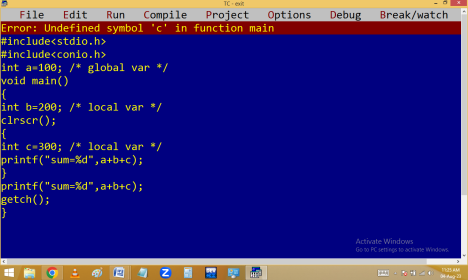 TC - exit
File Edit Run Compile Project Options Debug Break/watch
Error: Undefined symbol 'c' in function main
#include<stdio.h>
#include<conio.h>
int a=100; /* global var */
void main()
{
int b=200; /* local var */
clrscr();
{
int c=300; /* local var */
printf("sum=%d",a+b+c);
}
printf("sum=%d",a+b+c);
getch();
}
Activate Windows
Go to PC settings to activate Windows.